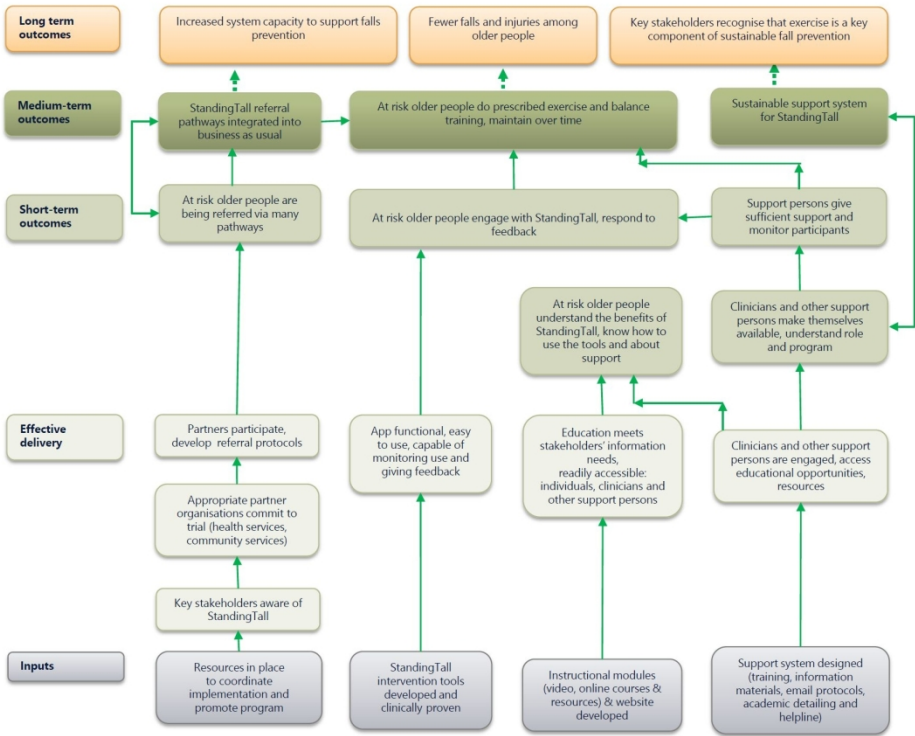 Long term
outcomes
Increased system capacity to support falls
prevention
Fewer falls and injuries among
older people
Key stakeholders recognise that exercise is a key
component of sustainable fall prevention
Medium-term
outcomes
StandingTall referral
pathways integrated into
business as usual
At risk older people do prescribed exercise and balance
training, maintain over time
Sustainable support system
for StandingTall
Short-term
outcomes
At risk older people are
being referred via many
pathways
At risk older people engage with StandingTall, respond to
feedback
Support persons give
sufficient support and
monitor participants
At risk older people
understand the benefits of
StandingTall, know how to
use the tools and about
support
Clinicians and other support
persons make themselves
available, understand role
and program
Effective
delivery
Partners participate,
develop referral protocols
App functional, easy
to use, capable of
monitoring use and
giving feedback
Education meets
stakeholders' information
needs,
readily accessible:
individuals, clinicians and
other support persons
Clinicians and other support
persons are engaged, access
educational opportunities,
resources
Appropriate partner
organisations commit to
trial (health services,
community services)
Key stakeholders aware of
StandingTall
Inputs
Resources in place
to coordinate
implementation and
promote program
StandingTall
intervention tools
developed and
clinically proven
Instructional modules
(video, online courses &
resources) & website
developed
Support system designed
(training, information
materials, email protocols,
academic detailing and
helpline)